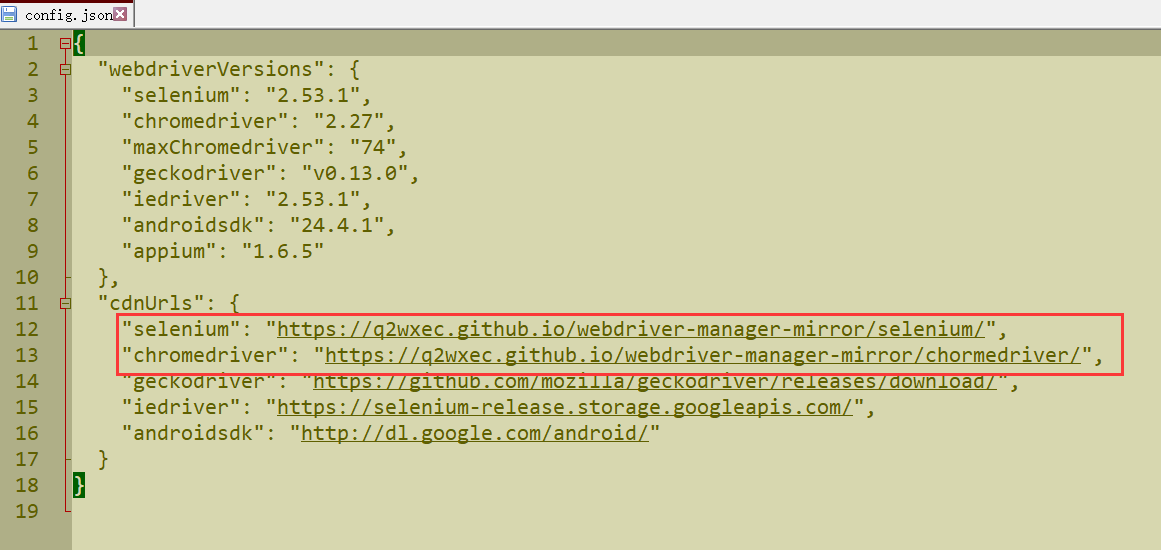 config.json
1 {
2 "webdriverVersions": {
3 "selenium": "2.53.1",
4 "chromedriver": "2.27",
5 "maxChromedriver": "74",
6 "geckodriver": "v0.13.0",
7 "iedriver": "2.53.1",
8 "androidsdk": "24.4.1",
9 "appium": "1.6.5"
10 },
11 "cdnUrls": {
12 "selenium": "https://q2wxec.github.io/webdriver-manager-mirror/selenium/",
13 "chromedriver": "https://q2wxec.github.io/webdriver-manager-mirror/chormedriver/",
14 "geckodriver": "https://github.com/mozilla/geckodriver/releases/download/",
15 "iedriver": "https://selenium-release.storage.googleapis.com/",
16 "androidsdk": "http://dl.google.com/android/"
17 }
18 }
19